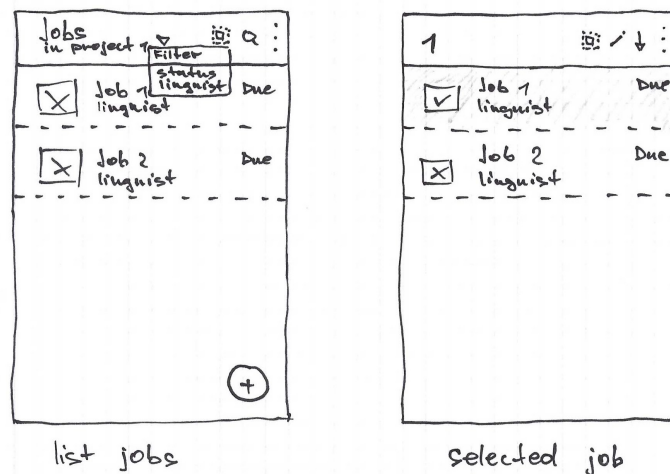 Jobs
in project 1
Filter
status
linguist
Job 1
linguist
Due
Job 2
linguist
Due
list jobs
1
Job 1
linguist
Due
Job 2
linguist
Due
selected job